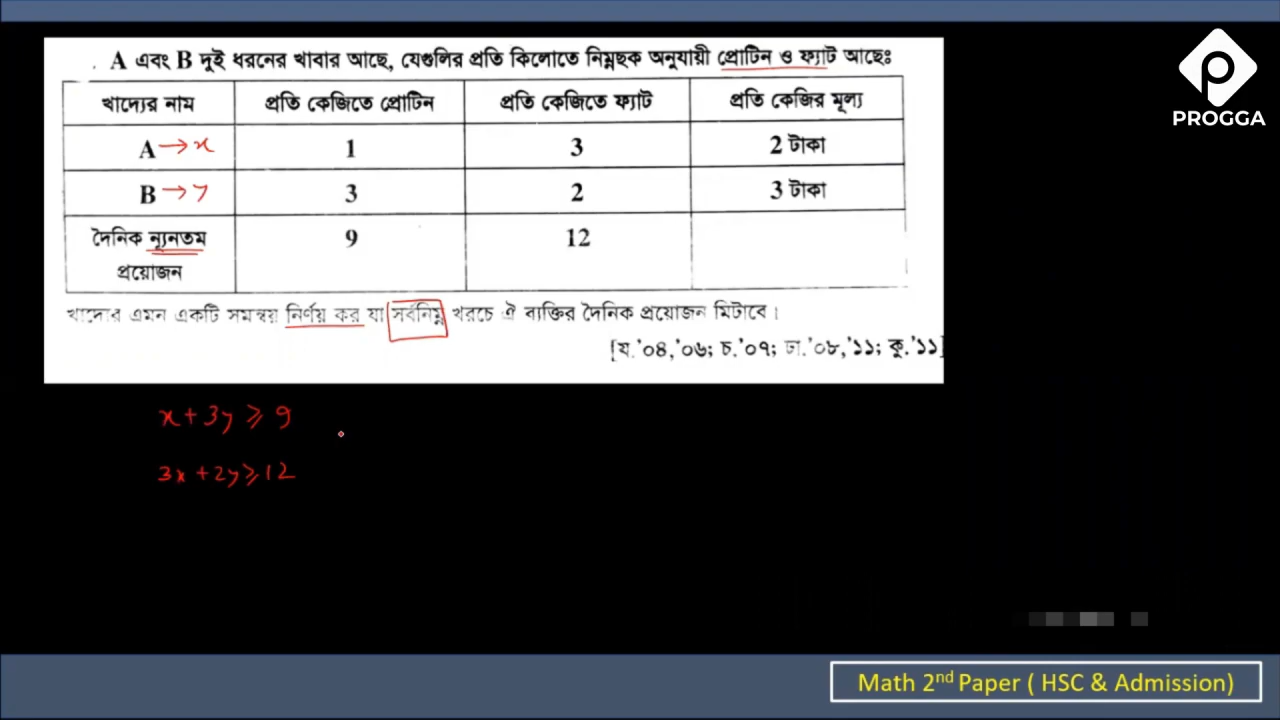 . A এবং B দুই ধরনের খাবার আছে, যেগুলির প্রতি কিলোতে নিম্নছক অনুযায়ী প্রোটিন ও ফ্যাট আছেঃ
খাদ্যের নাম প্রতি কেজিতে প্রোটিন প্রতি কেজিতে ফ্যাট প্রতি কেজির মূল্য
A → x 1 3 2 টাকা
B → y 3 2 3 টাকা
দৈনিক ন্যূনতম 9 12
প্রয়োজন
খাদ্যের এমন একটি সমন্বয় নির্ণয় কর যা সর্বনিম্ন খরচে ঐ ব্যক্তির দৈনিক প্রয়োজন মিটাবে।
[য.'০৪,'০৬; চ.'০৭; ঢা.'০৮,'১১; কু.'১১]
x + 3y ≥ 9
3x + 2y ≥ 12
PROGGA
Math 2nd Paper ( HSC & Admission)